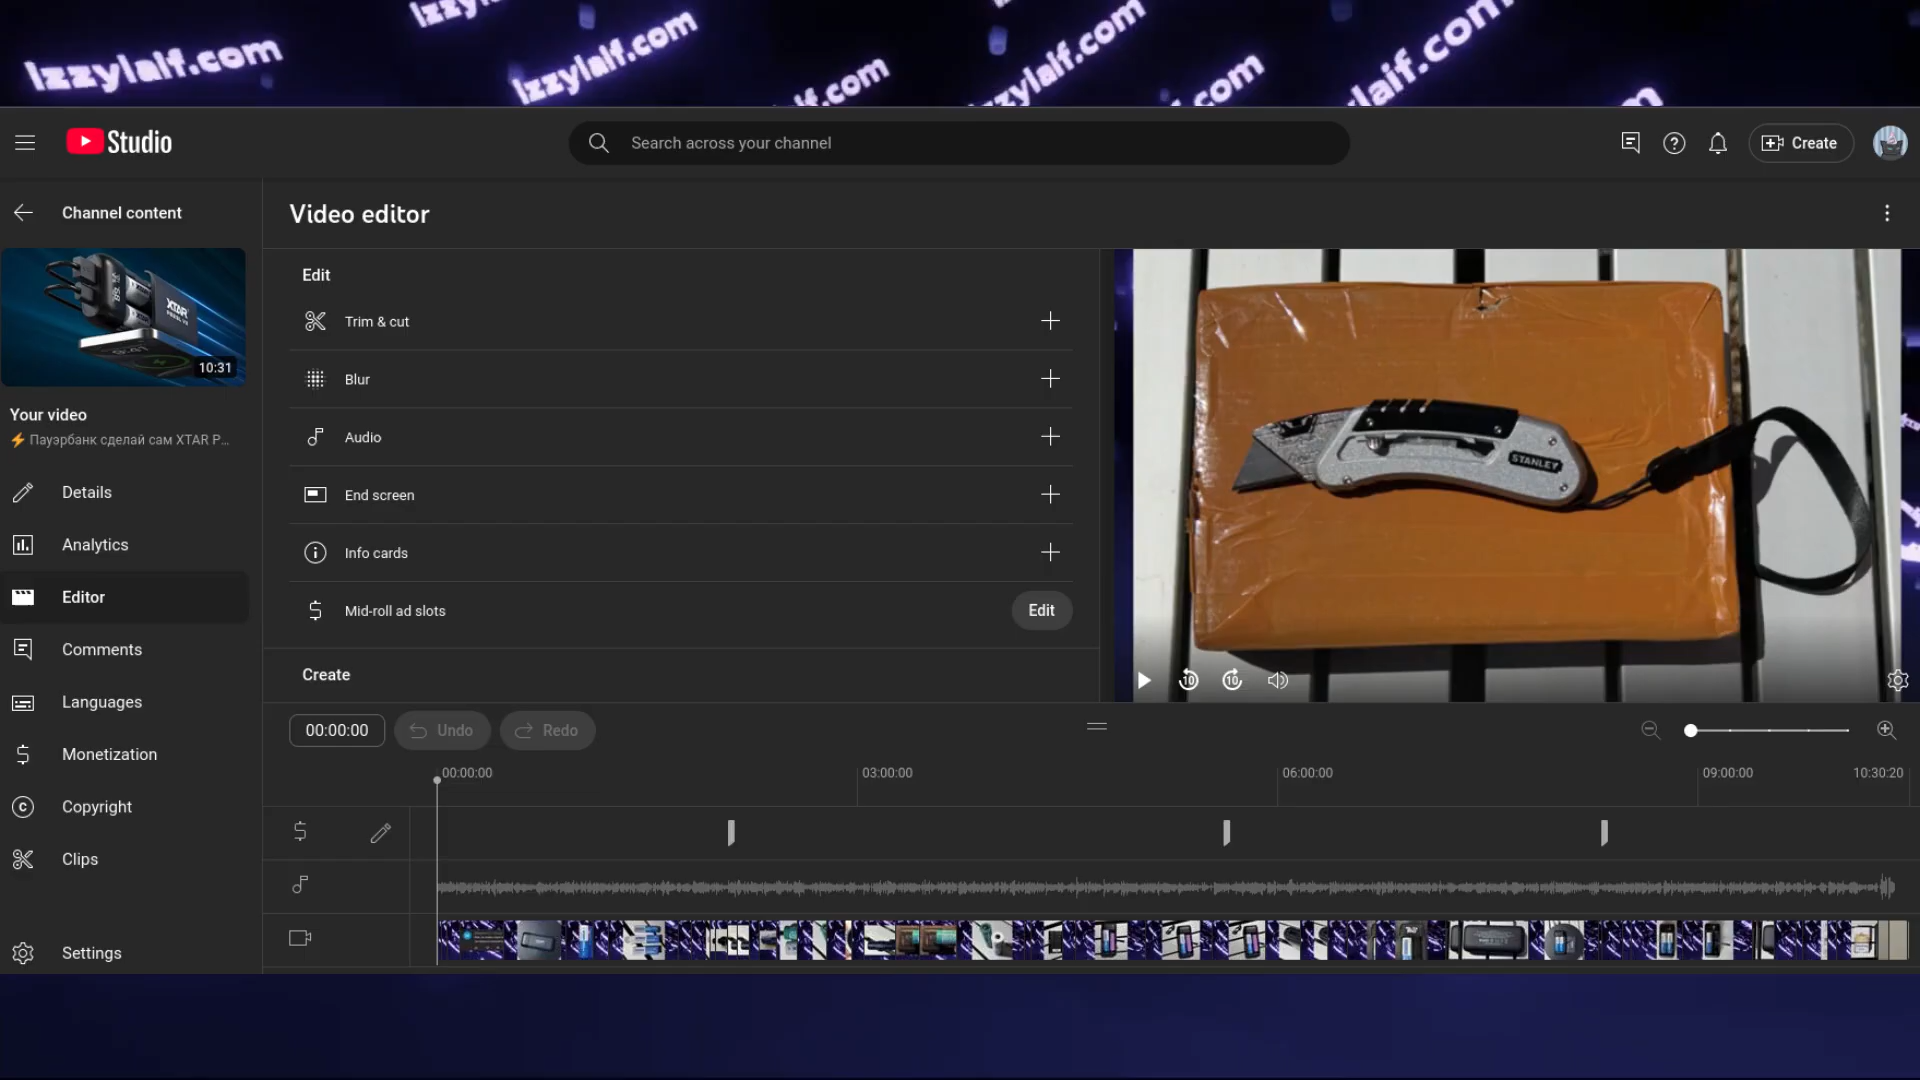 Izzylaif.com
Izzylaif.com
Studio
Search across your channel
Create
Channel content
Video editor
XTAR
10:31
Your video
⚡ Пауэрбанк сделай сам XTAR P...
Details
Analytics
Editor
Comments
Languages
Monetization
Copyright
Clips
Settings
Edit
Trim & cut
Blur
Audio
End screen
Info cards
Mid-roll ad slots
Edit
Create
STANLEY
10
10
00:00:00
Undo
Redo
00:00:00
03:00:00
06:00:00
09:00:00
10:30:20